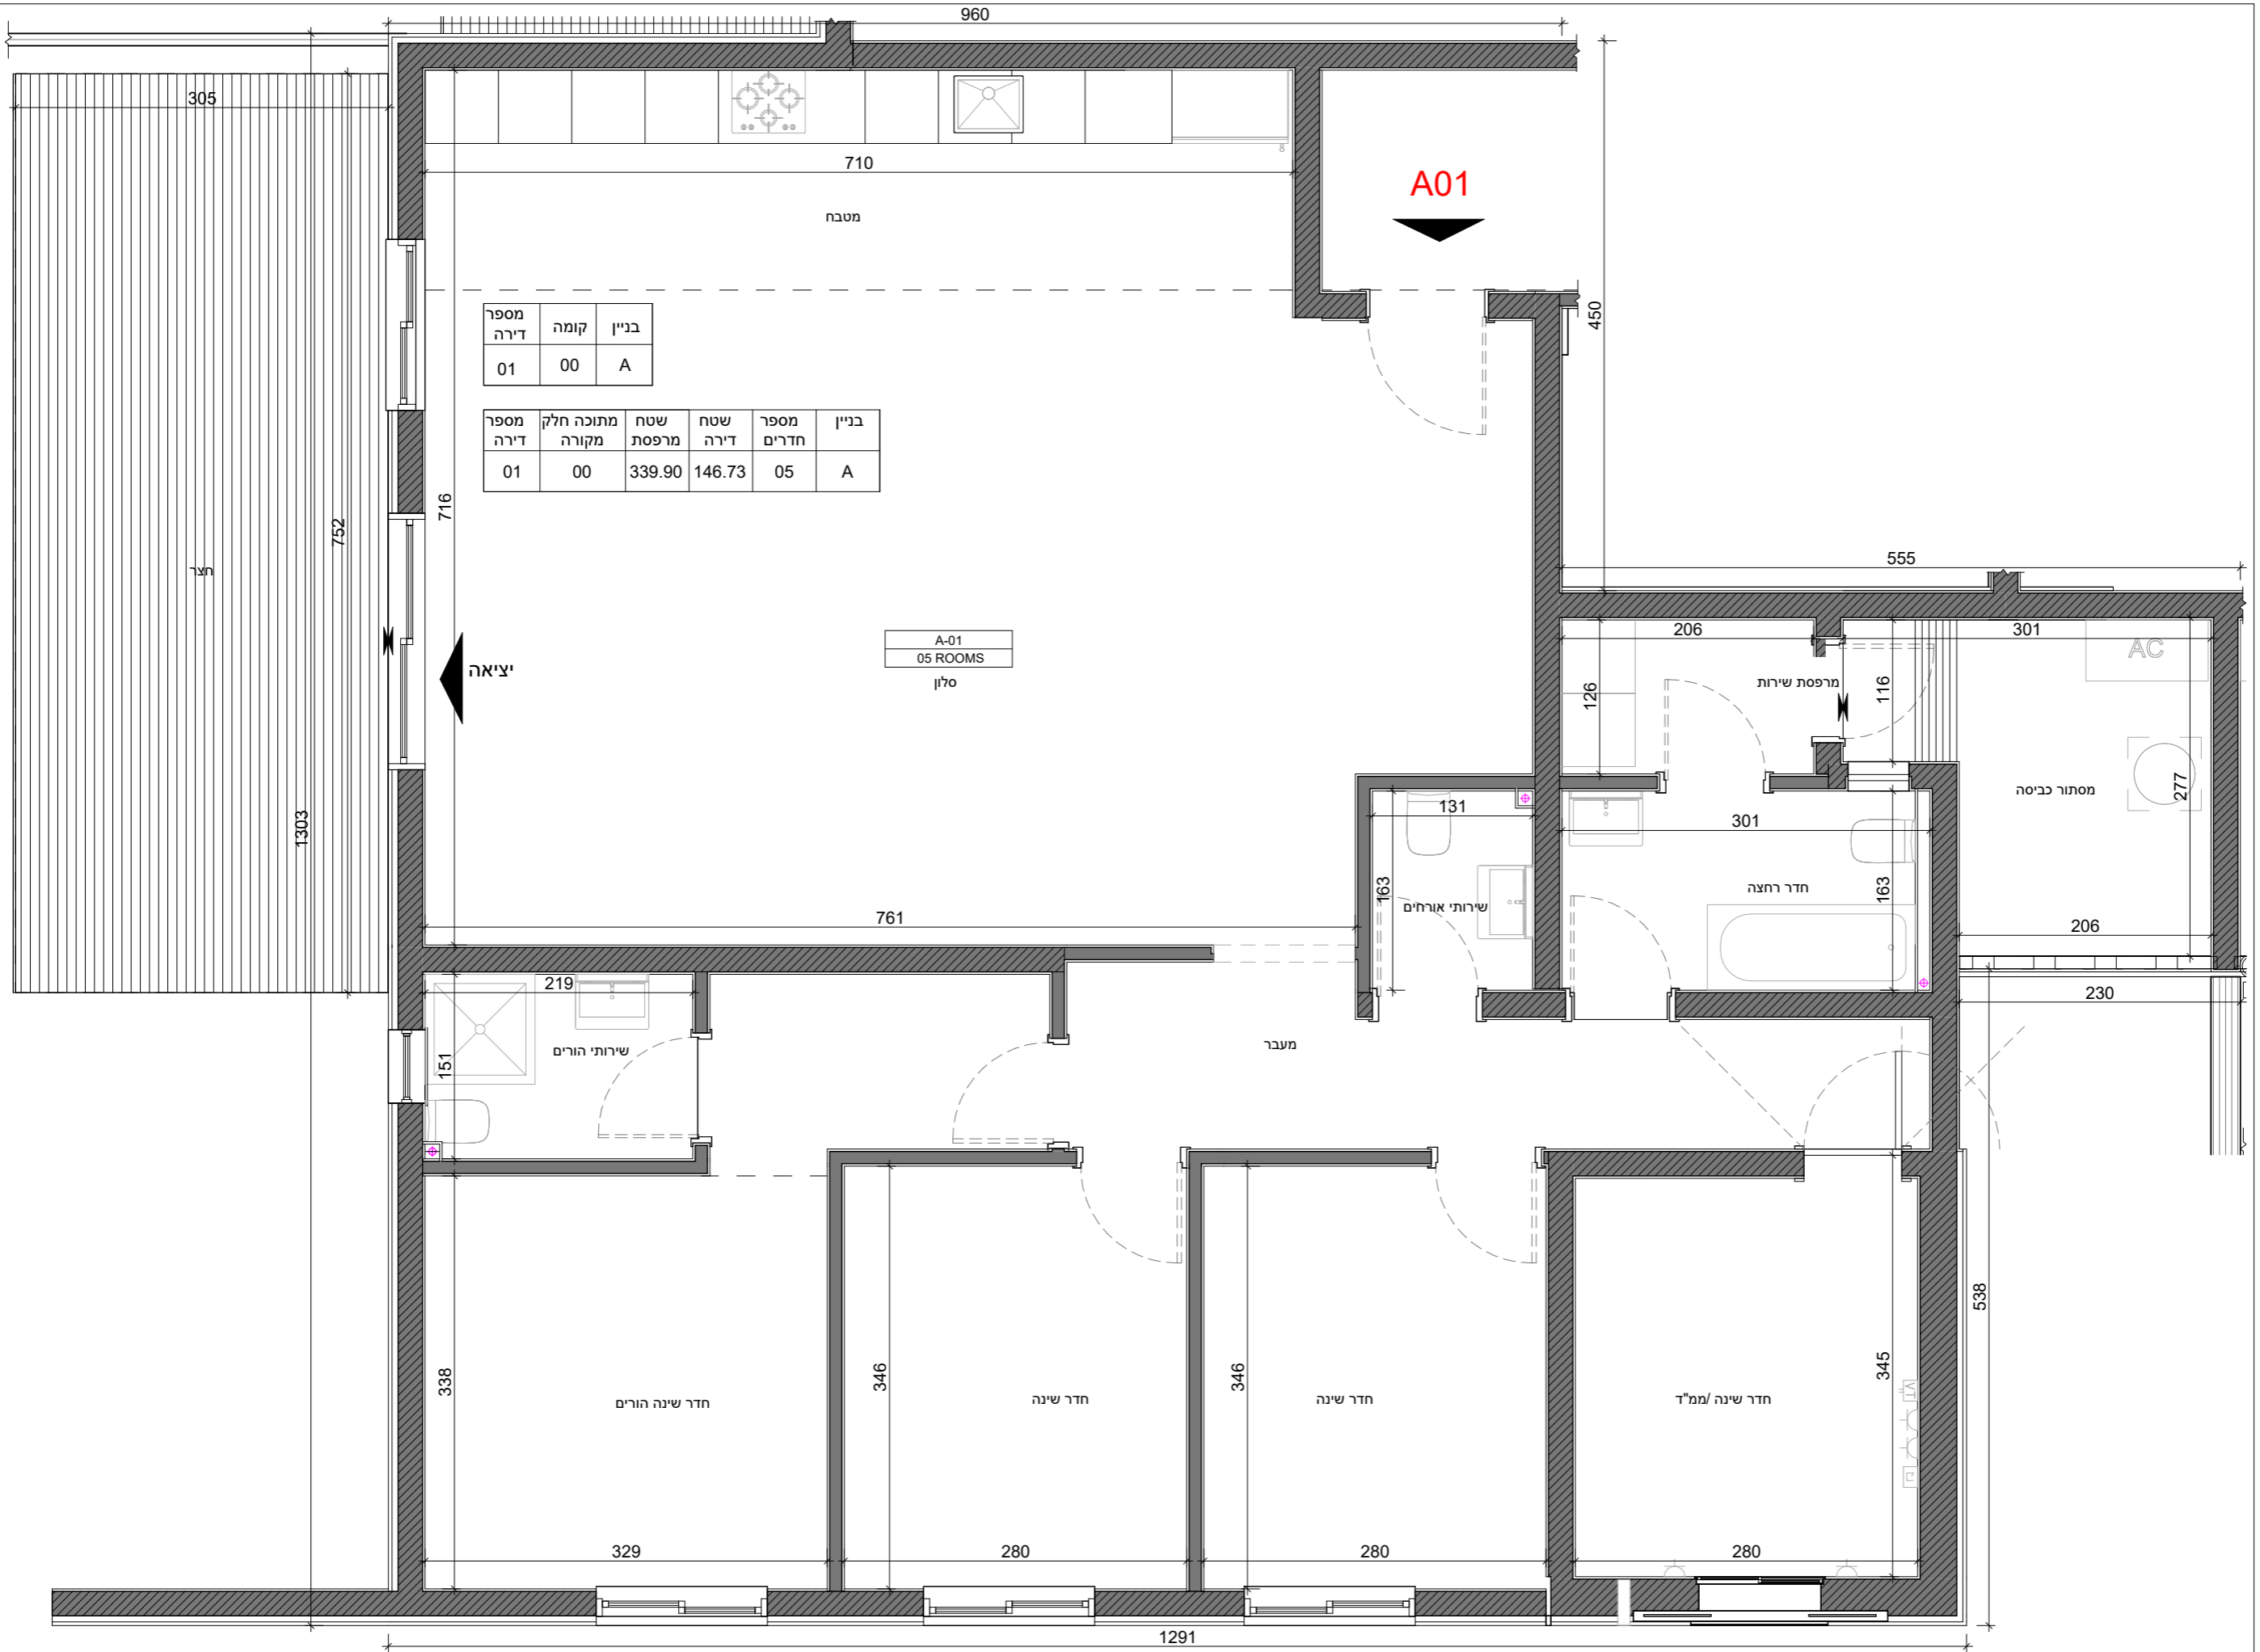 960
305
710
A01
מטבח
450
בניין קומה מספר דירה
A 00 01
בניין מספר חדרים שטח דירה שטח מרפסת מתוכה חלק מקורה מספר דירה
A 05 146.73 339.90 00 01
716
752
חצר
555
206
301
AC
A-01
05 ROOMS
סלון
יציאה
מרפסת שירות
126
116
277
מסתור כביסה
1303
131
301
163
שירותי אורחים
חדר רחצה
163
761
206
219
230
151
שירותי הורים
מעבר
538
338
346
346
345
חדר שינה הורים
חדר שינה
חדר שינה
חדר שינה /ממ"ד
329
280
280
280
1291